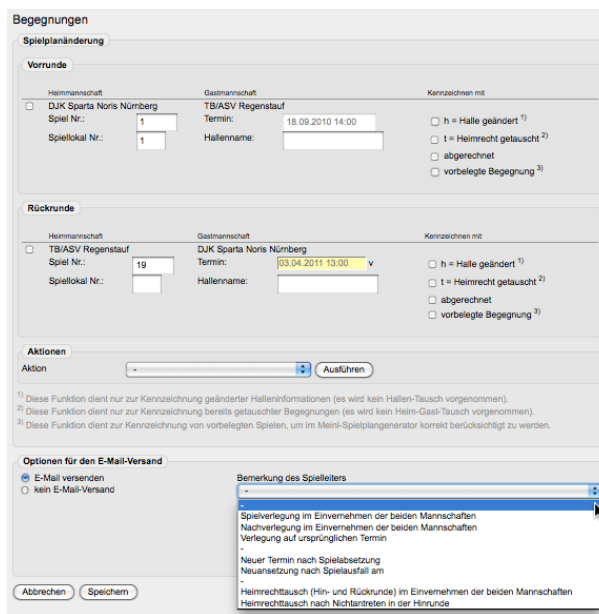 Begegnungen
Spielplanänderung
Vorrunde
Heimmannschaft Gastmannschaft Kennzeichnen mit
DJK Sparta Noris Nürnberg TB/ASV Regenstauf
Spiel Nr.: 1 Termin: 18.09.2010 14:00 h = Halle geändert 1)
Spiellokal Nr.: 1 Hallenname: t = Heimrecht getauscht 2)
abgerechnet
vorbelegte Begegnung 3)
Rückrunde
Heimmannschaft Gastmannschaft Kennzeichnen mit
TB/ASV Regenstauf DJK Sparta Noris Nürnberg
Spiel Nr.: 19 Termin: 03.04.2011 13:00 v h = Halle geändert 1)
Spiellokal Nr.: Hallenname: t = Heimrecht getauscht 2)
abgerechnet
vorbelegte Begegnung 3)
Aktionen
Aktion - Ausführen
1) Diese Funktion dient nur zur Kennzeichnung geänderter Halleninformationen (es wird kein Hallen-Tausch vorgenommen).
2) Diese Funktion dient nur zur Kennzeichnung bereits getauschter Begegnungen (es wird kein Heim-Gast-Tausch vorgenommen).
3) Diese Funktion dient zur Kennzeichnung von vorbelegten Spielen, um im Meinl-Spielplangenerator korrekt berücksichtigt zu werden.
Optionen für den E-Mail-Versand
E-Mail versenden Bemerkung des Spielleiters
kein E-Mail-Versand -
-
Spielverlegung im Einvernehmen der beiden Mannschaften
Nachverlegung im Einvernehmen der beiden Mannschaften
Verlegung auf ursprünglichen Termin
-
Neuer Termin nach Spielabsetzung
Neuansetzung nach Spielausfall am
-
Heimrechttausch (Hin- und Rückrunde) im Einvernehmen der beiden Mannschaften
Heimrechttausch nach Nichtantreten in der Hinrunde
Abbrechen Speichern